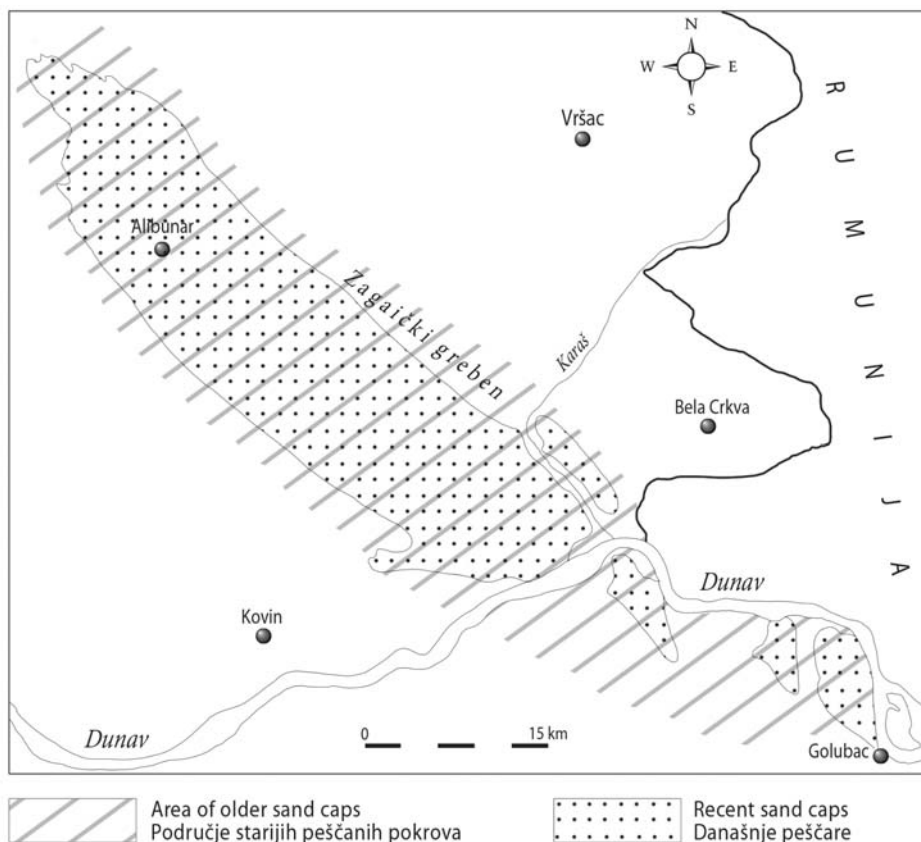 N
W E
S
RUMUNIJA
Vršac
Alibunar
Zagaički greben
Karaš
Bela Crkva
Dunav
Kovin
Dunav
0 15 km
Golubac
Area of older sand caps
Područje starijih peščanih pokrova
Recent sand caps
Današnje peščare